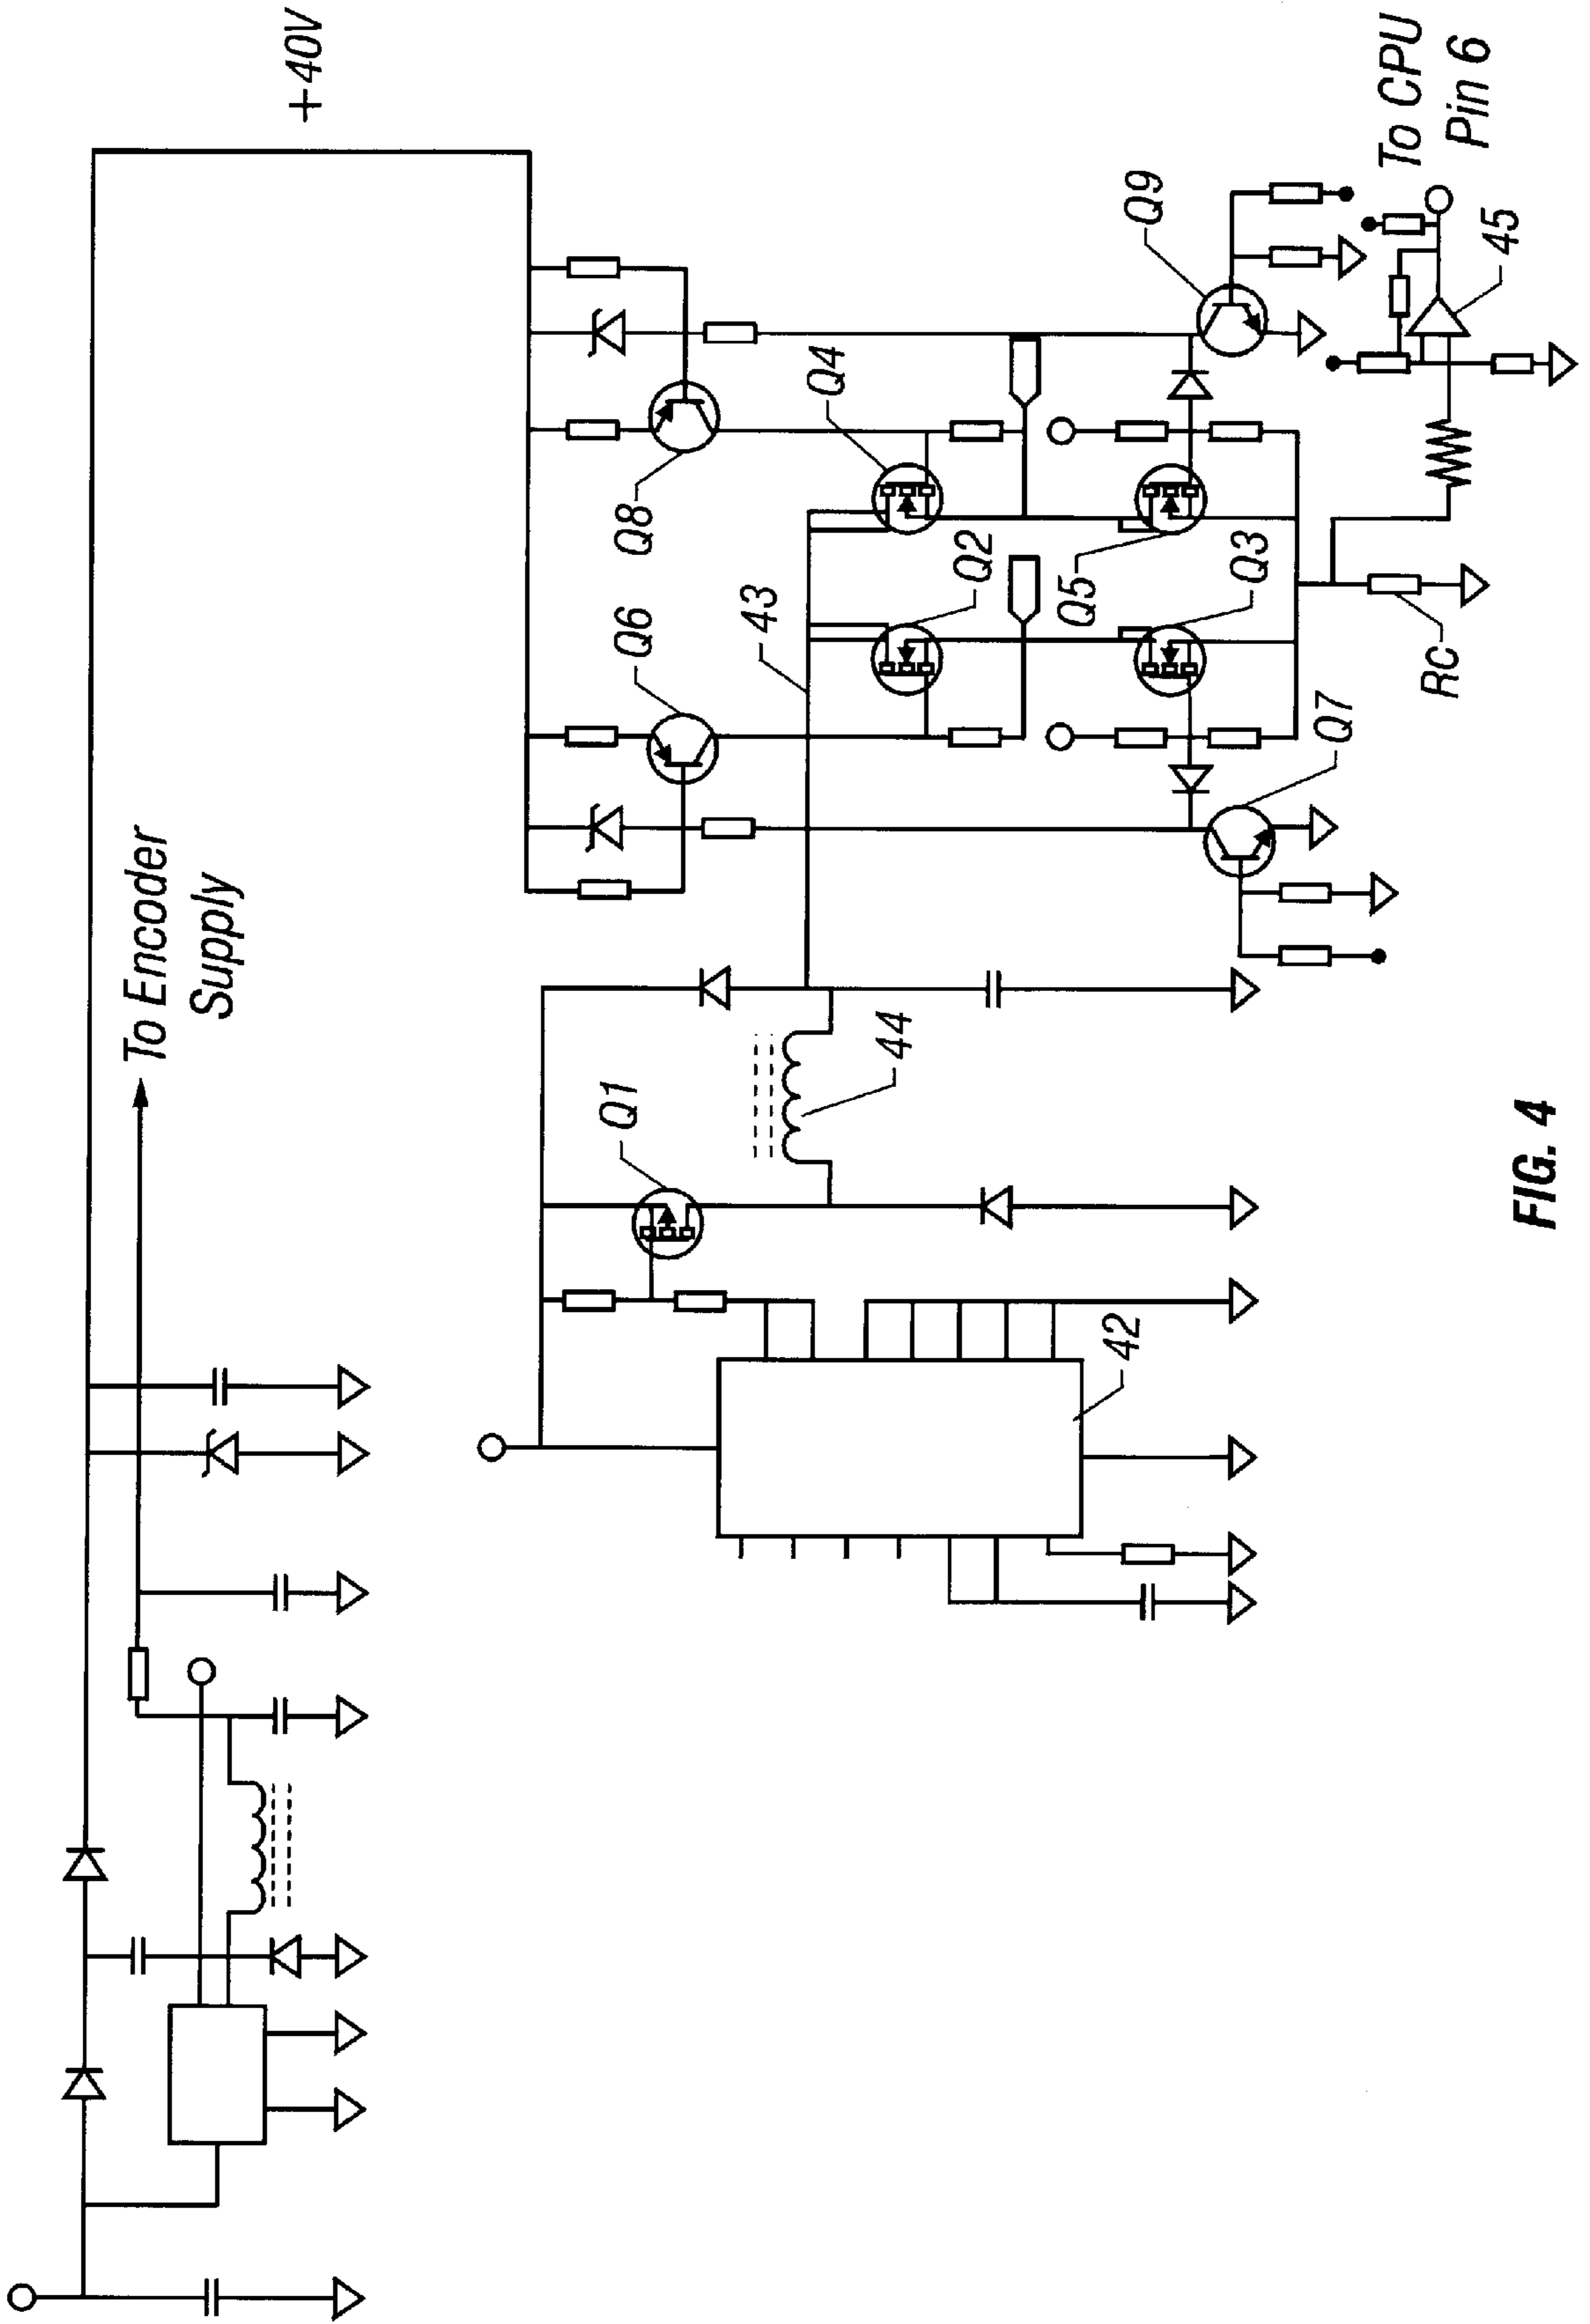 +40V
To Encoder
Supply
Q8
Q6
Q4
Q9
43
Q2
Q5
Q3
Q1
44
Q7
Rc
45
To CPU
Pin 6
42
FIG. 4